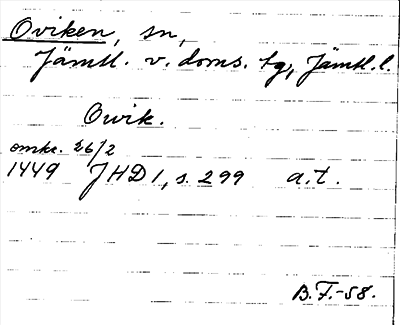 Oviken, sn,
Jämtl. v. doms. tg, Jämtl. l.
Owik.
omkr. 26/2
1449 JHD 1, s. 299 a.t.
B.F.-58.